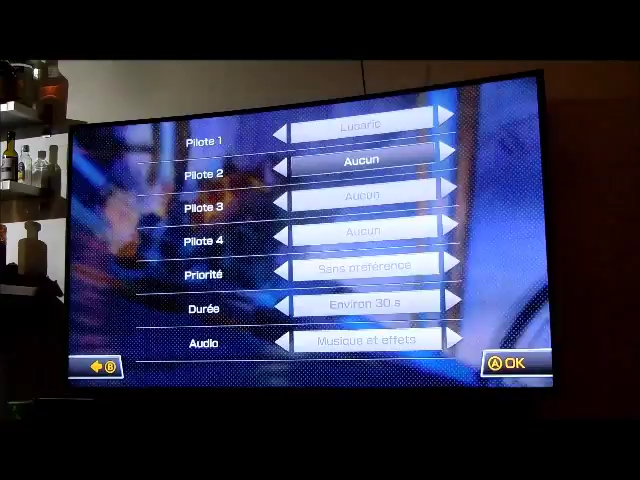 Pilote 1 Lucario
Pilote 2 Aucun
Pilote 3 Aucun
Pilote 4 Aucun
Priorité Sans préférence
Durée Environ 30 s
Audio Musique et effets
B
A OK